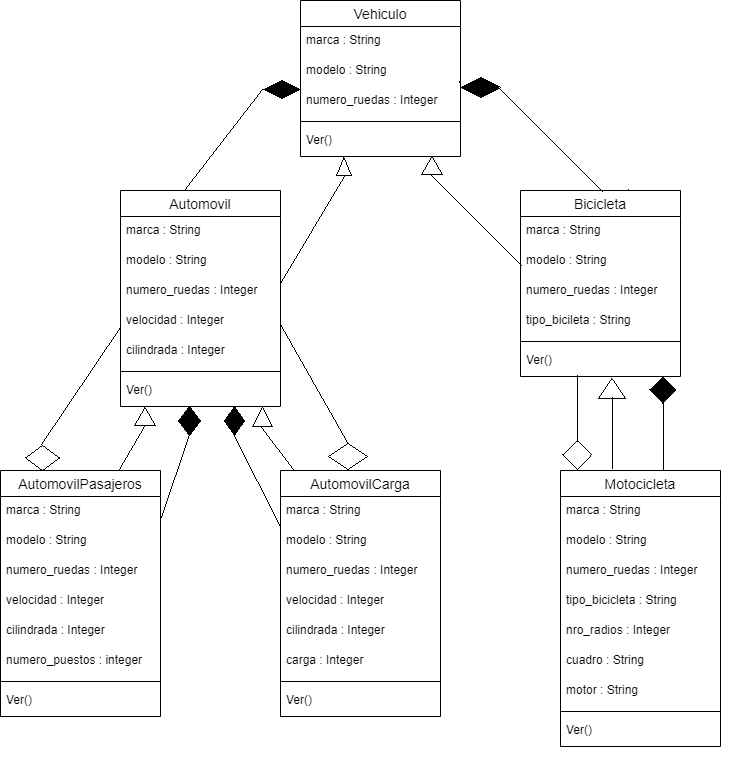 Vehiculo
marca : String
modelo : String
numero_ruedas : Integer
Ver()
Automovil
marca : String
modelo : String
numero_ruedas : Integer
velocidad : Integer
cilindrada : Integer
Ver()
Bicicleta
marca : String
modelo : String
numero_ruedas : Integer
tipo_bicileta : String
Ver()
AutomovilPasajeros
marca : String
modelo : String
numero_ruedas : Integer
velocidad : Integer
cilindrada : Integer
numero_puestos : integer
Ver()
AutomovilCarga
marca : String
modelo : String
numero_ruedas : Integer
velocidad : Integer
cilindrada : Integer
carga : Integer
Ver()
Motocicleta
marca : String
modelo : String
numero_ruedas : Integer
tipo_bicicleta : String
nro_radios : Integer
cuadro : String
motor : String
Ver()